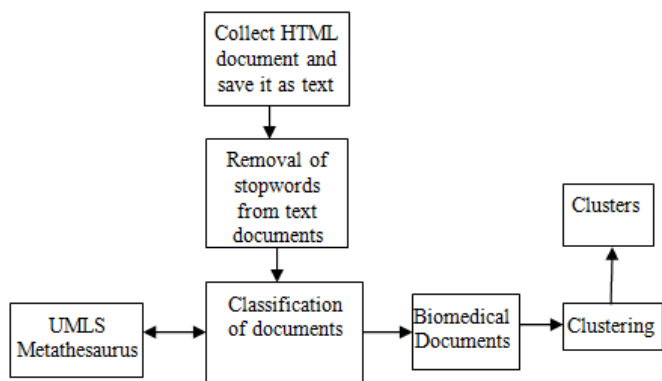 Collect HTML
document and
save it as text
Removal of
stopwords
from text
documents
Clusters
UMLS
Metathesaurus
Classification
of documents
Biomedical
Documents
Clustering